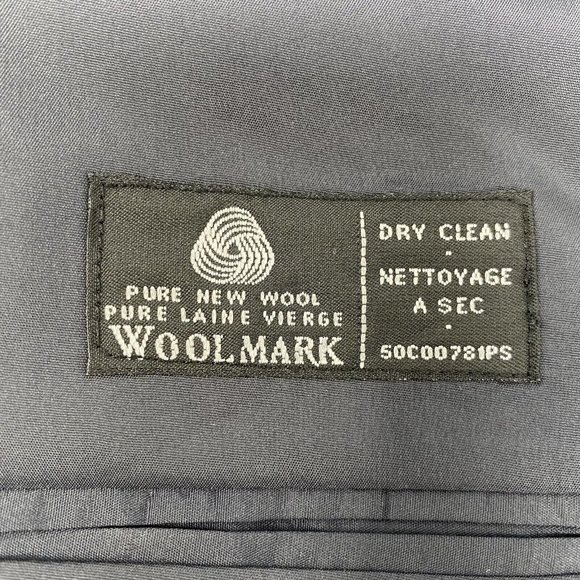 PURE NEW WOOL
PURE LAINE VIERGE
WOOLMARK
DRY CLEAN
-
NETTOYAGE
A SEC
-
50C00781PS